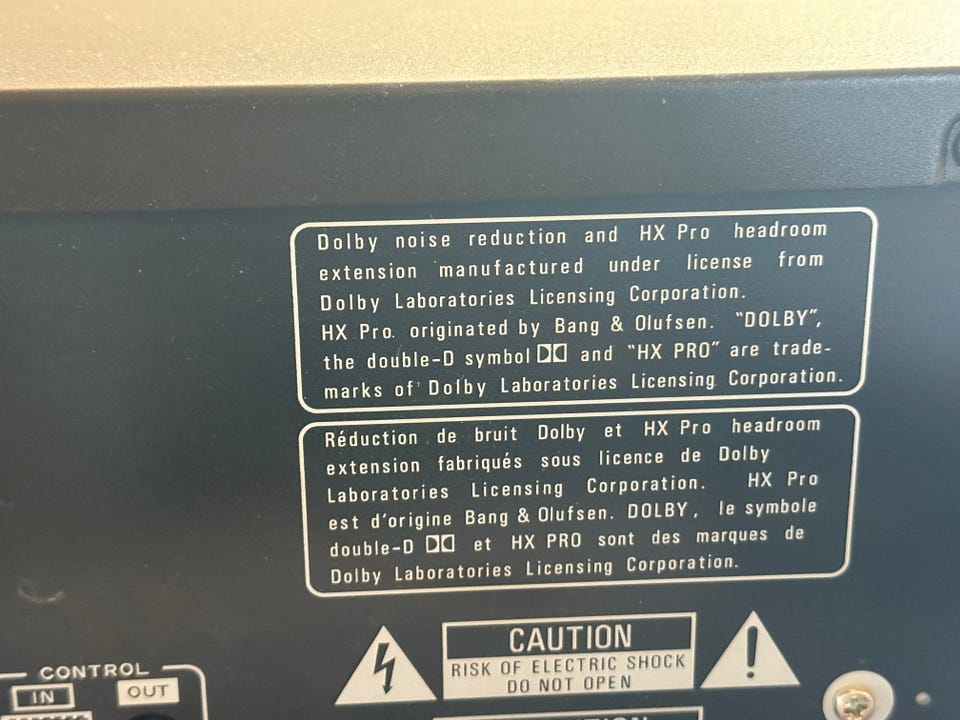 Dolby noise reduction and HX Pro headroom
extension manufactured under license from
Dolby Laboratories Licensing Corporation.
HX Pro. originated by Bang & Olufsen. “DOLBY”,
the double-D symbol and “HX PRO” are trade-
marks of Dolby Laboratories Licensing Corporation.
Réduction de bruit Dolby et HX Pro headroom
extension fabriqués sous licence de Dolby
Laboratories Licensing Corporation. HX Pro
est d'origine Bang & Olufsen. DOLBY, le symbole
double-D et HX PRO sont des marques de
Dolby Laboratories Licensing Corporation.
CAUTION
RISK OF ELECTRIC SHOCK
DO NOT OPEN
CONTROL
IN OUT